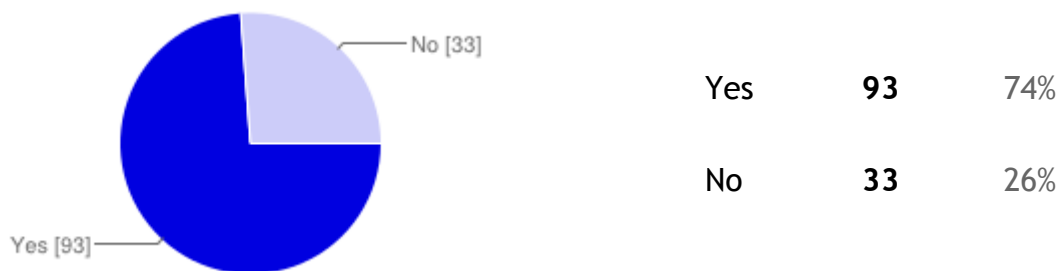 No [33]
Yes 93 74%
No 33 26%
Yes [93]